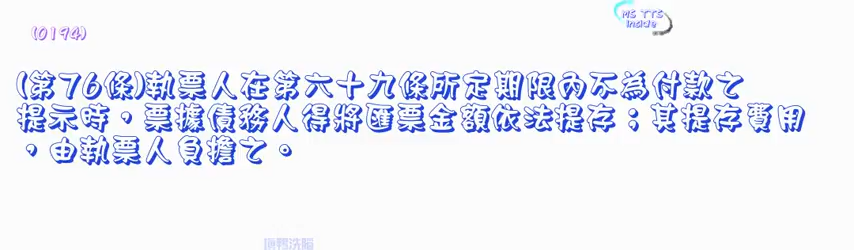 MS TTS
Inside
(0194)
(第76條)執票人在第六十九條所定期限內不為付款之
提示時，票據債務人得將匯票金額依法提存；其提存費用
，由執票人負擔之。